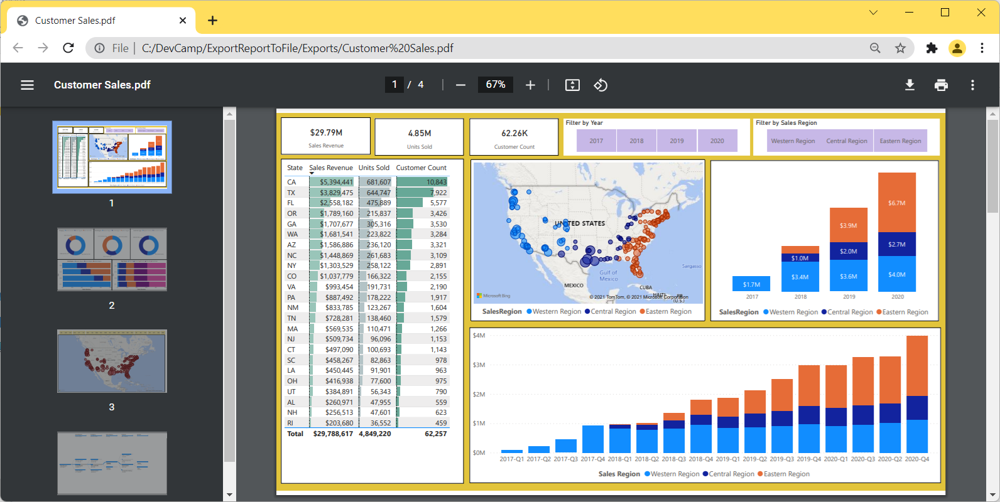 Customer Sales.pdf
File | C:/DevCamp/ExportReportToFile/Exports/Customer%20Sales.pdf
Customer Sales.pdf
1 / 4
67%
1
2
3
$29.79M
Sales Revenue
4.85M
Units Sold
62.26K
Customer Count
Filter by Year
2017 2018 2019 2020
Filter by Sales Region
Western Region Central Region Eastern Region
State Sales Revenue Units Sold Customer Count
CA $5,394,441 681,607 10,843
TX $3,829,475 644,747 7,922
FL $2,558,182 475,889 5,577
OR $1,789,160 215,837 3,426
GA $1,707,677 305,316 3,530
WA $1,681,541 223,822 3,284
AZ $1,586,886 236,120 3,321
NC $1,448,869 261,683 3,109
NY $1,303,529 258,122 2,891
CO $1,037,779 166,322 2,155
VA $993,454 191,731 2,190
PA $887,492 178,222 1,917
NM $833,785 123,267 1,604
TN $728,281 138,460 1,579
MA $569,535 110,471 1,266
NJ $509,734 96,096 1,153
CT $497,090 100,693 1,143
SC $458,267 82,863 978
LA $450,445 91,901 963
OH $416,938 77,600 975
UT $384,891 56,343 790
AL $260,971 47,955 559
NH $256,513 47,601 623
RI $203,680 36,552 459
Total $29,788,617 4,849,220 62,257
UNITED STATES
Gulf of
Mexico
Sargasso
MEXICO
CUBA
HAITI PR
(U.S.)
Microsoft Bing
© 2021 TomTom, © 2021 Microsoft Corporation
SalesRegion Western Region Central Region Eastern Region
$6.7M
$3.9M
$2.7M
$2.0M
$1.0M
$4.0M
$3.6M
$3.4M
$1.7M
2017 2018 2019 2020
SalesRegion Western Region Central Region Eastern Region
$4M
$3M
$2M
$1M
$0M
2017-Q1 2017-Q2 2017-Q3 2017-Q4 2018-Q1 2018-Q2 2018-Q3 2018-Q4 2019-Q1 2019-Q2 2019-Q3 2019-Q4 2020-Q1 2020-Q3 2020-Q2 2020-Q4
Sales Region Western Region Central Region Eastern Region